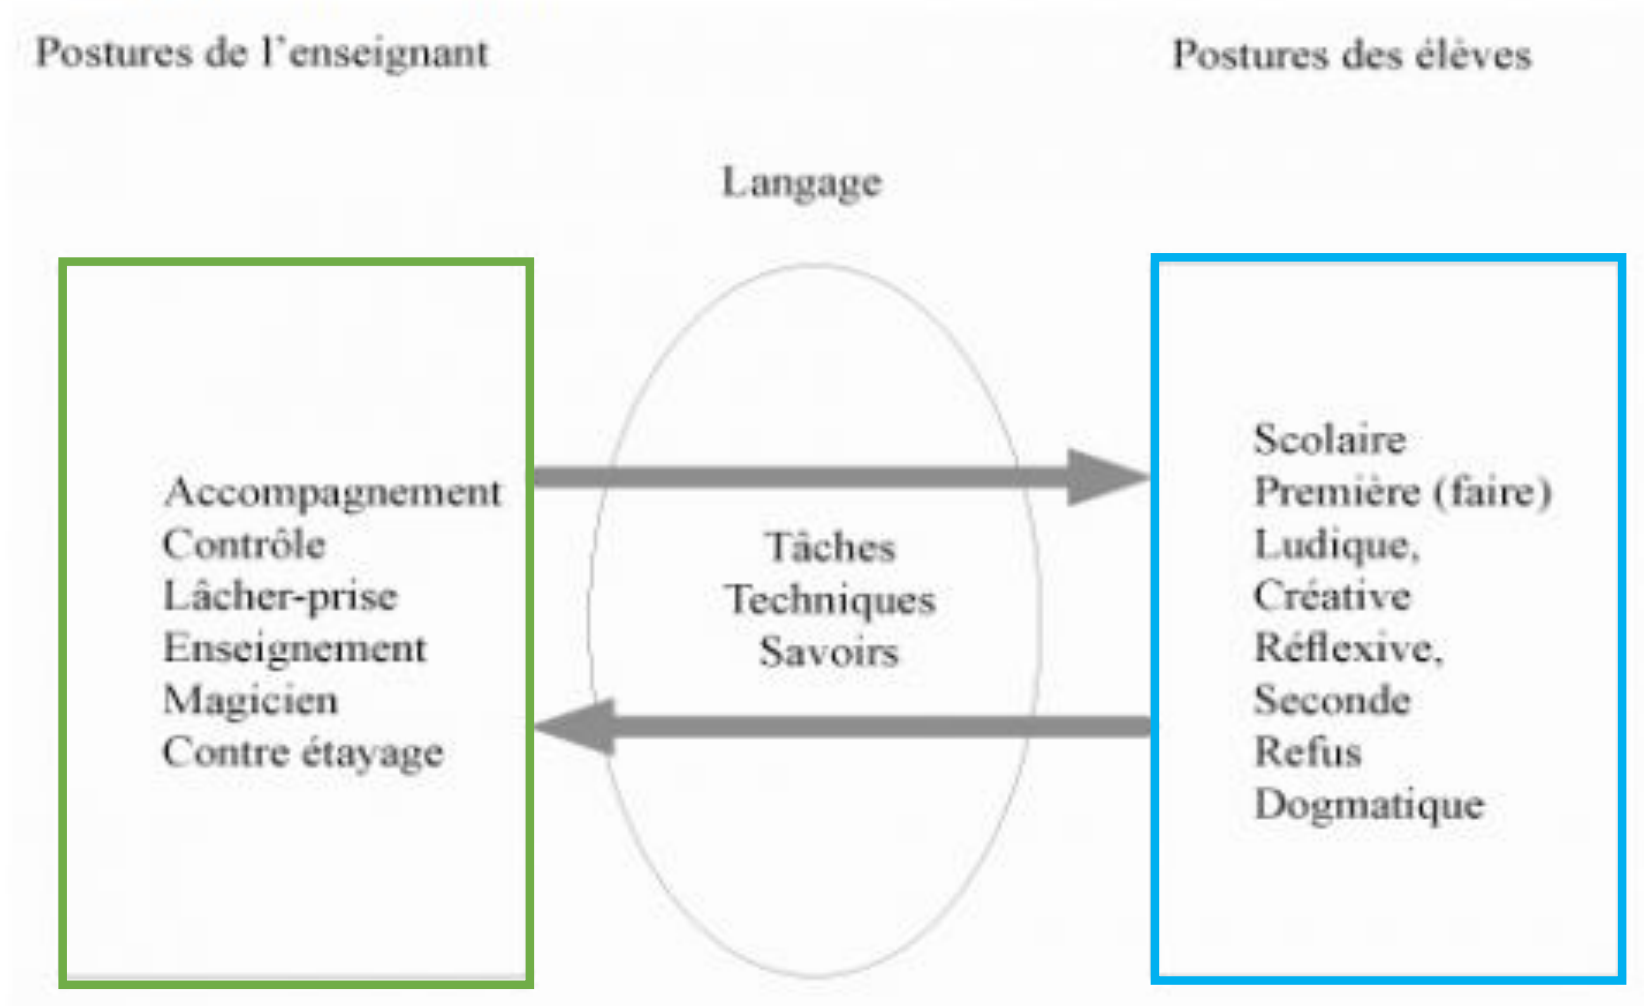 Postures de l'enseignant
Postures des élèves
Langage
Accompagnement
Contrôle
Lâcher-prise
Enseignement
Magicien
Contre étayage
Tâches
Techniques
Savoirs
Scolaire
Première (faire)
Ludique,
Créative
Réflexive,
Seconde
Refus
Dogmatique